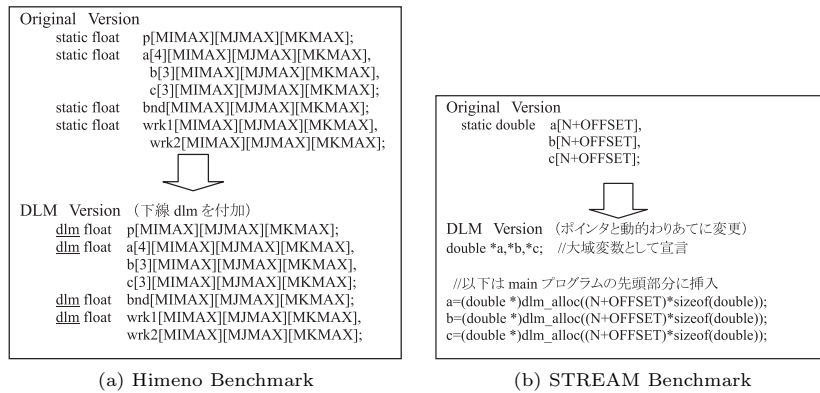 Original Version
static float p[MIMAX][MJMAX][MKMAX];
static float a[4][MIMAX][MJMAX][MKMAX],
b[3][MIMAX][MJMAX][MKMAX],
c[3][MIMAX][MJMAX][MKMAX];
static float bnd[MIMAX][MJMAX][MKMAX];
static float wrk1[MIMAX][MJMAX][MKMAX],
wrk2[MIMAX][MJMAX][MKMAX];
DLM Version (下線 dlm を付加)
dlm float p[MIMAX][MJMAX][MKMAX];
dlm float a[4][MIMAX][MJMAX][MKMAX],
b[3][MIMAX][MJMAX][MKMAX],
c[3][MIMAX][MJMAX][MKMAX];
dlm float bnd[MIMAX][MJMAX][MKMAX];
dlm float wrk1[MIMAX][MJMAX][MKMAX],
wrk2[MIMAX][MJMAX][MKMAX];
(a) Himeno Benchmark
Original Version
static double a[N+OFFSET],
b[N+OFFSET],
c[N+OFFSET];
DLM Version (ポインタと動的わりあてに変更)
double *a,*b,*c; //大域変数として宣言
//以下は main プログラムの先頭部分に挿入
a=(double *)dlm_alloc((N+OFFSET)*sizeof(double));
b=(double *)dlm_alloc((N+OFFSET)*sizeof(double));
c=(double *)dlm_alloc((N+OFFSET)*sizeof(double));
(b) STREAM Benchmark